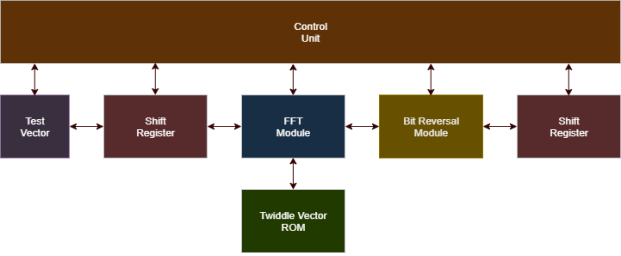 Control
Unit
Test
Vector
Shift
Register
FFT
Module
Bit Reversal
Module
Shift
Register
Twiddle Vector
ROM